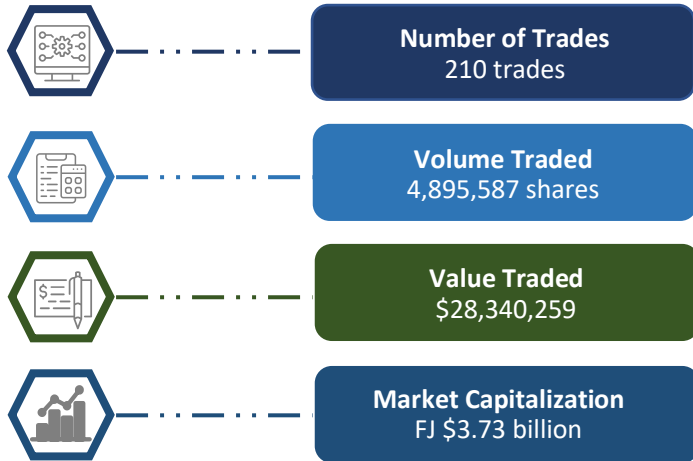 Number of Trades
210 trades
Volume Traded
4,895,587 shares
$
Value Traded
$28,340,259
Market Capitalization
FJ $3.73 billion